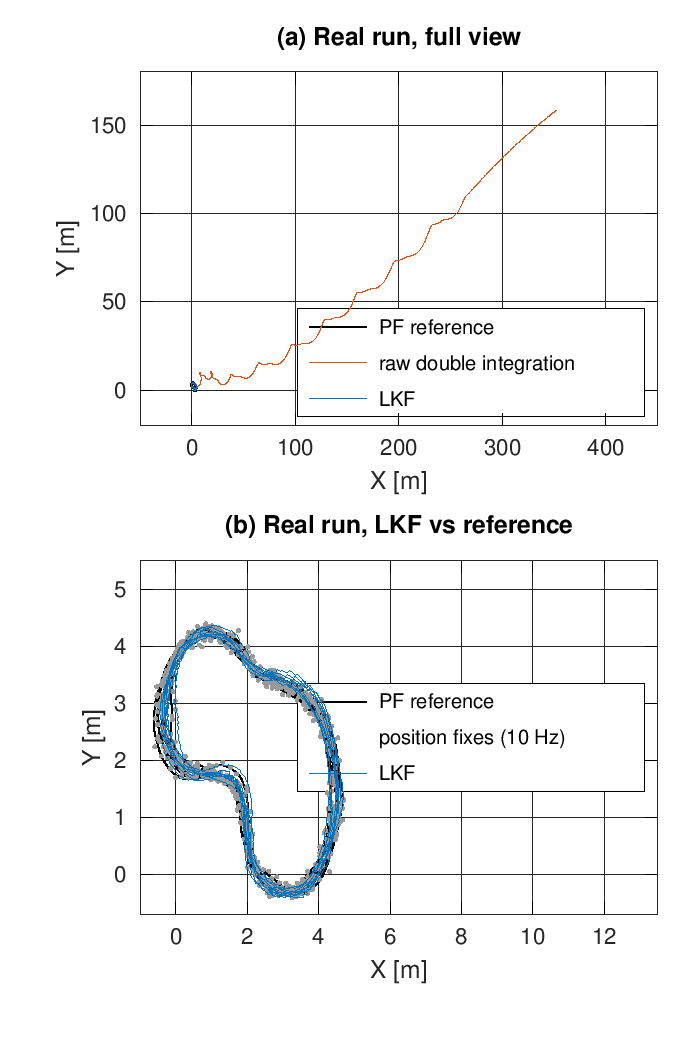 (a) Real run, full view
150
100
50
0
Y [m]
PF reference
raw double integration
LKF
0 100 200 300 400
X [m]
(b) Real run, LKF vs reference
5
4
3
2
1
0
Y [m]
PF reference
position fixes (10 Hz)
LKF
0 2 4 6 8 10 12
X [m]